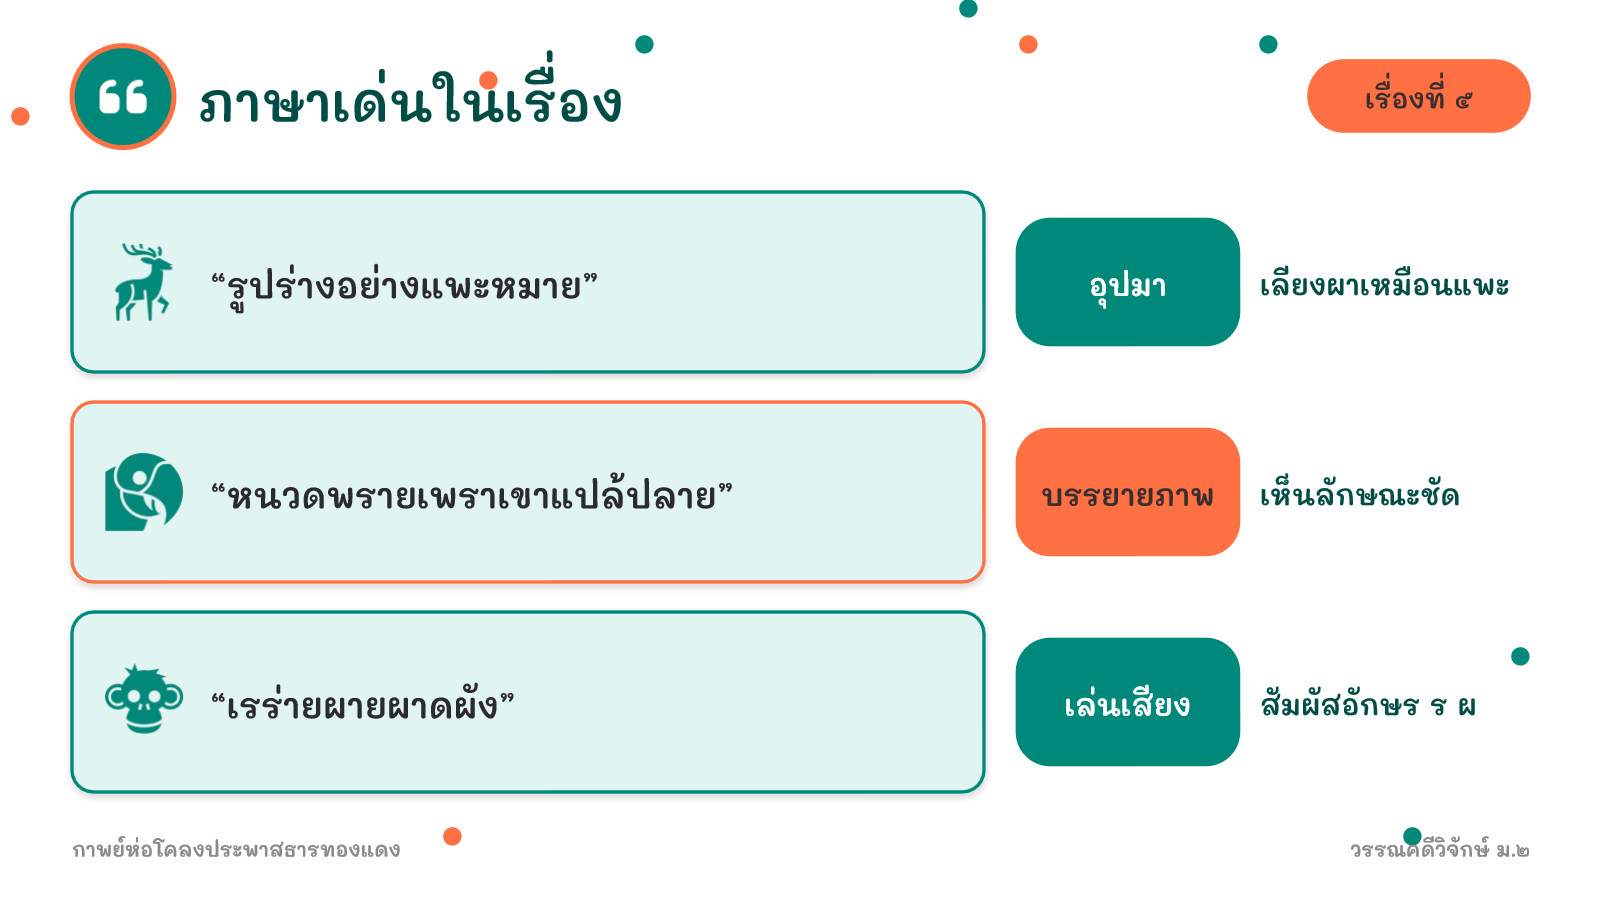 ภาษาเด่นในเรื่อง
เรื่องที่ ๕
“รูปร่างอย่างแพะหมาย”
อุปมา
เลียงผาเหมือนแพะ
“หนวดพรายเพราเขาแปล้ปลาย”
บรรยายภาพ
เห็นลักษณะชัด
“เรร่ายผายผาดผัง”
เล่นเสียง
สัมผัสอักษร ร ผ
กาพย์ห่อโคลงประพาสธารทองแดง
วรรณคดีวิจักษ์ ม.๒